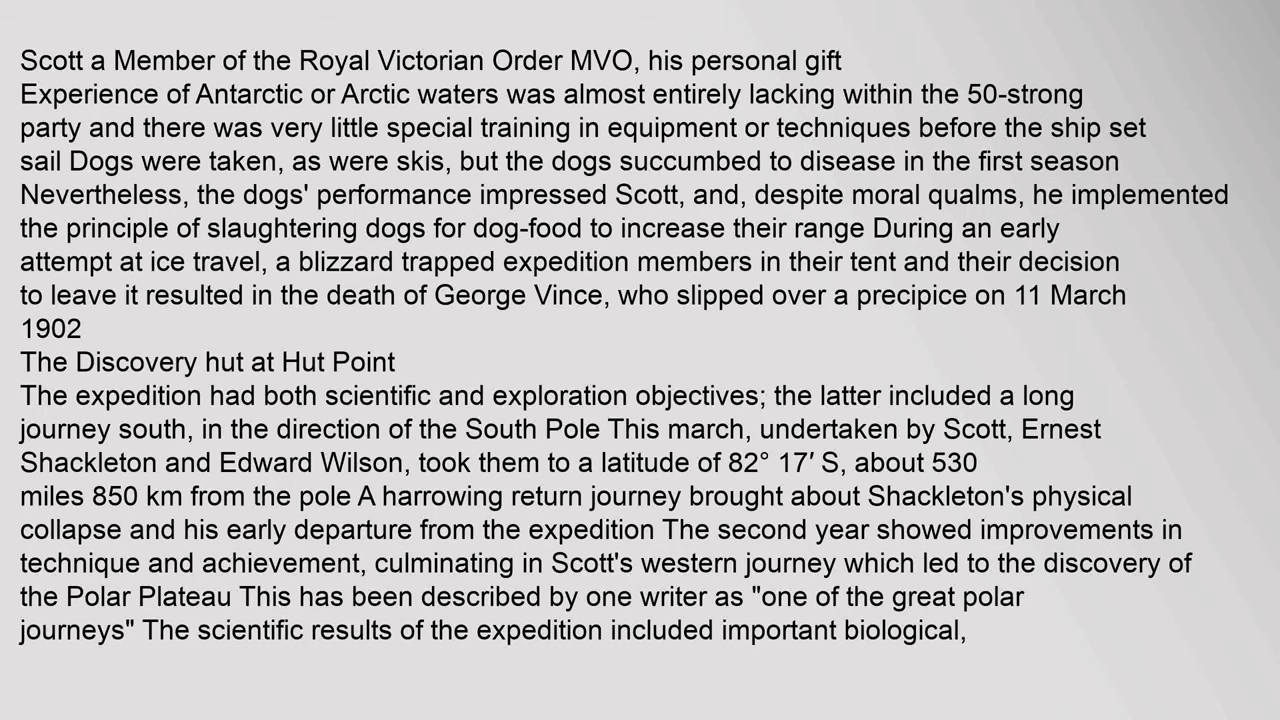 Scott a Member of the Royal Victorian Order MVO, his personal gift
Experience of Antarctic or Arctic waters was almost entirely lacking within the 50-strong
party and there was very little special training in equipment or techniques before the ship set
sail Dogs were taken, as were skis, but the dogs succumbed to disease in the first season
Nevertheless, the dogs' performance impressed Scott, and, despite moral qualms, he implemented
the principle of slaughtering dogs for dog-food to increase their range During an early
attempt at ice travel, a blizzard trapped expedition members in their tent and their decision
to leave it resulted in the death of George Vince, who slipped over a precipice on 11 March
1902
The Discovery hut at Hut Point
The expedition had both scientific and exploration objectives; the latter included a long
journey south, in the direction of the South Pole This march, undertaken by Scott, Ernest
Shackleton and Edward Wilson, took them to a latitude of 82° 17′ S, about 530
miles 850 km from the pole A harrowing return journey brought about Shackleton's physical
collapse and his early departure from the expedition The second year showed improvements in
technique and achievement, culminating in Scott's western journey which led to the discovery of
the Polar Plateau This has been described by one writer as "one of the great polar
journeys" The scientific results of the expedition included important biological,